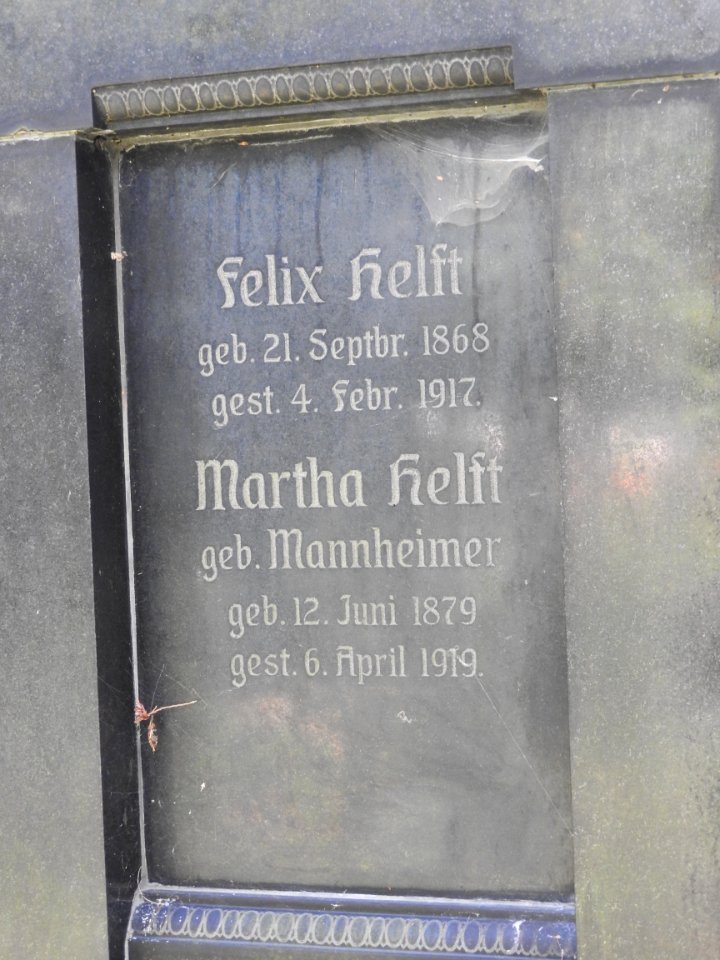 Felix Helft
geb. 21. Septbr. 1868
gest. 4. Febr. 1917.
Martha Helft
geb. Mannheimer
geb. 12. Juni 1879
gest. 6. April 1919.